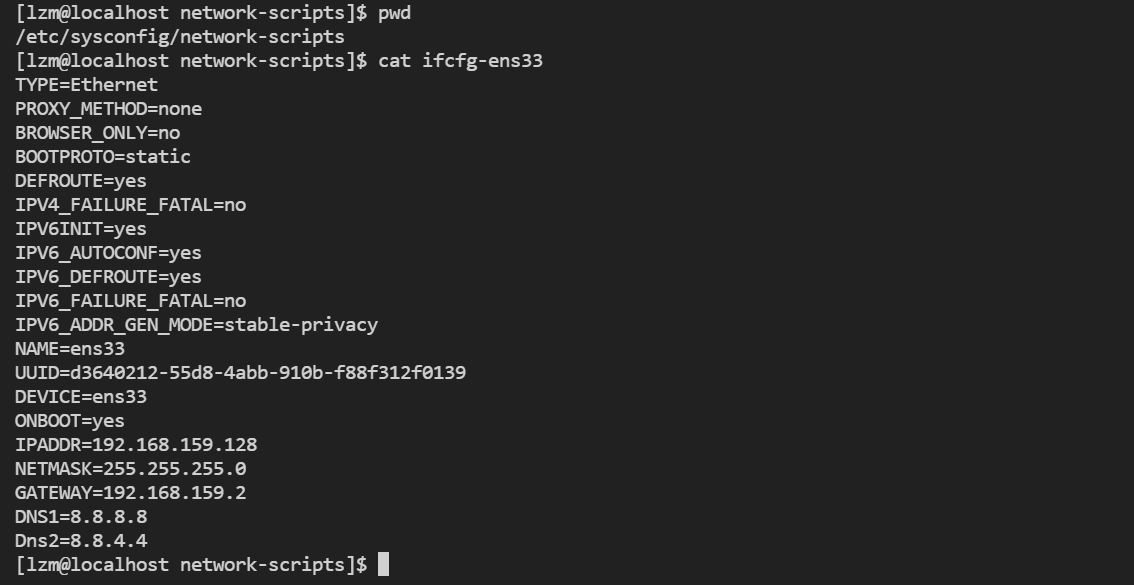 [lzm@localhost network-scripts]$ pwd
/etc/sysconfig/network-scripts
[lzm@localhost network-scripts]$ cat ifcfg-ens33
TYPE=Ethernet
PROXY_METHOD=none
BROWSER_ONLY=no
BOOTPROTO=static
DEFROUTE=yes
IPV4_FAILURE_FATAL=no
IPV6INIT=yes
IPV6_AUTOCONF=yes
IPV6_DEFROUTE=yes
IPV6_FAILURE_FATAL=no
IPV6_ADDR_GEN_MODE=stable-privacy
NAME=ens33
UUID=d3640212-55d8-4abb-910b-f88f312f0139
DEVICE=ens33
ONBOOT=yes
IPADDR=192.168.159.128
NETMASK=255.255.255.0
GATEWAY=192.168.159.2
DNS1=8.8.8.8
Dns2=8.8.4.4
[lzm@localhost network-scripts]$